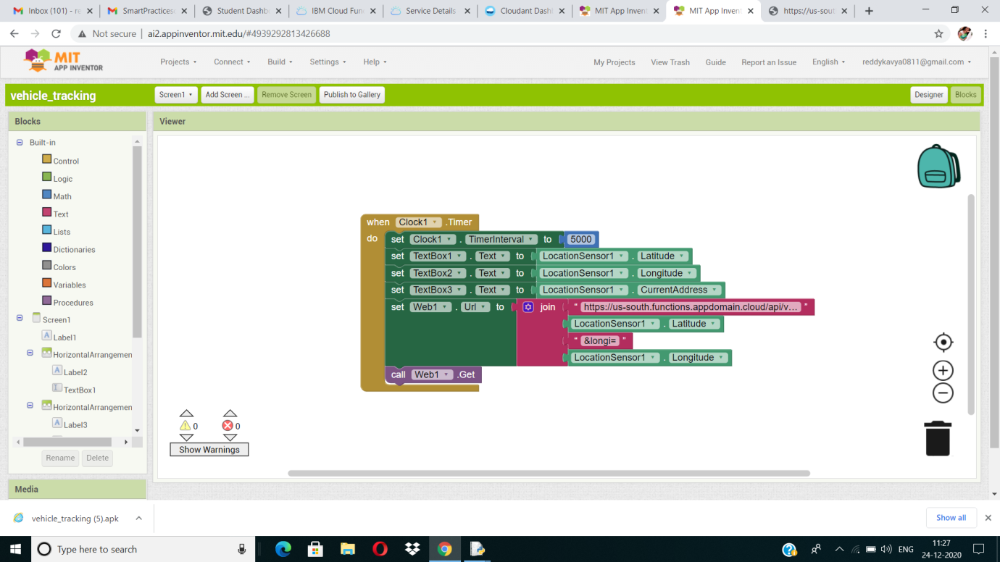 Inbox (101) - re
SmartPractices
Student Dashb
IBM Cloud Fun
Service Details
Cloudant Dash
MIT App Invent
MIT App Invent
https://us-sout
Not secure | ai2.appinventor.mit.edu/#4939292813426688
MIT
APP INVENTOR
Projects Connect Build Settings Help My Projects View Trash Guide Report an Issue English reddykavya0811@gmail.com
vehicle_tracking Screen1 Add Screen ... Remove Screen Publish to Gallery Designer Blocks
Blocks
Viewer
Built-in
Control
Logic
Math
Text
Lists
Dictionaries
Colors
Variables
Procedures
Screen1
Label1
HorizontalArrangemen
Label2
TextBox1
HorizontalArrangemen
Label3
Rename Delete
Media
when Clock1 .Timer
do set Clock1 . TimerInterval to 5000
set TextBox1 . Text to LocationSensor1 . Latitude
set TextBox2 . Text to LocationSensor1 . Longitude
set TextBox3 . Text to LocationSensor1 . CurrentAddress
set Web1 . Url to join " https://us-south.functions.appdomain.cloud/api/v... "
LocationSensor1 . Latitude
" &longi= "
LocationSensor1 . Longitude
call Web1 .Get
0 0
Show Warnings
vehicle_tracking (5).apk
Show all
Type here to search
ENG
11:27
24-12-2020